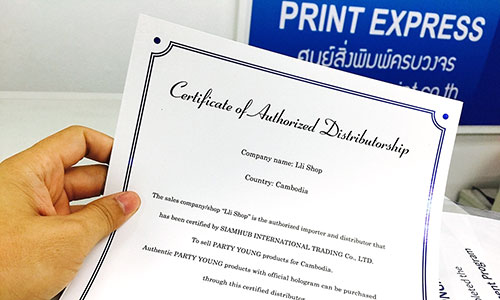 PRINT EXPRESS
ศูนย์สิ่งพิมพ์ครบวงจร
Certificate of Authorized Distributorship
Company name: Lli Shop
Country: Cambodia
The sales company/shop "Lli Shop" is the authorized importer and distributor that
has been certified by SIAMHUB INTERNATIONAL TRADING Co., LTD.
To sell PARTY YOUNG products for Cambodia.
Authentic PARTY YOUNG products with official hologram can be purchased
through this certified distributor